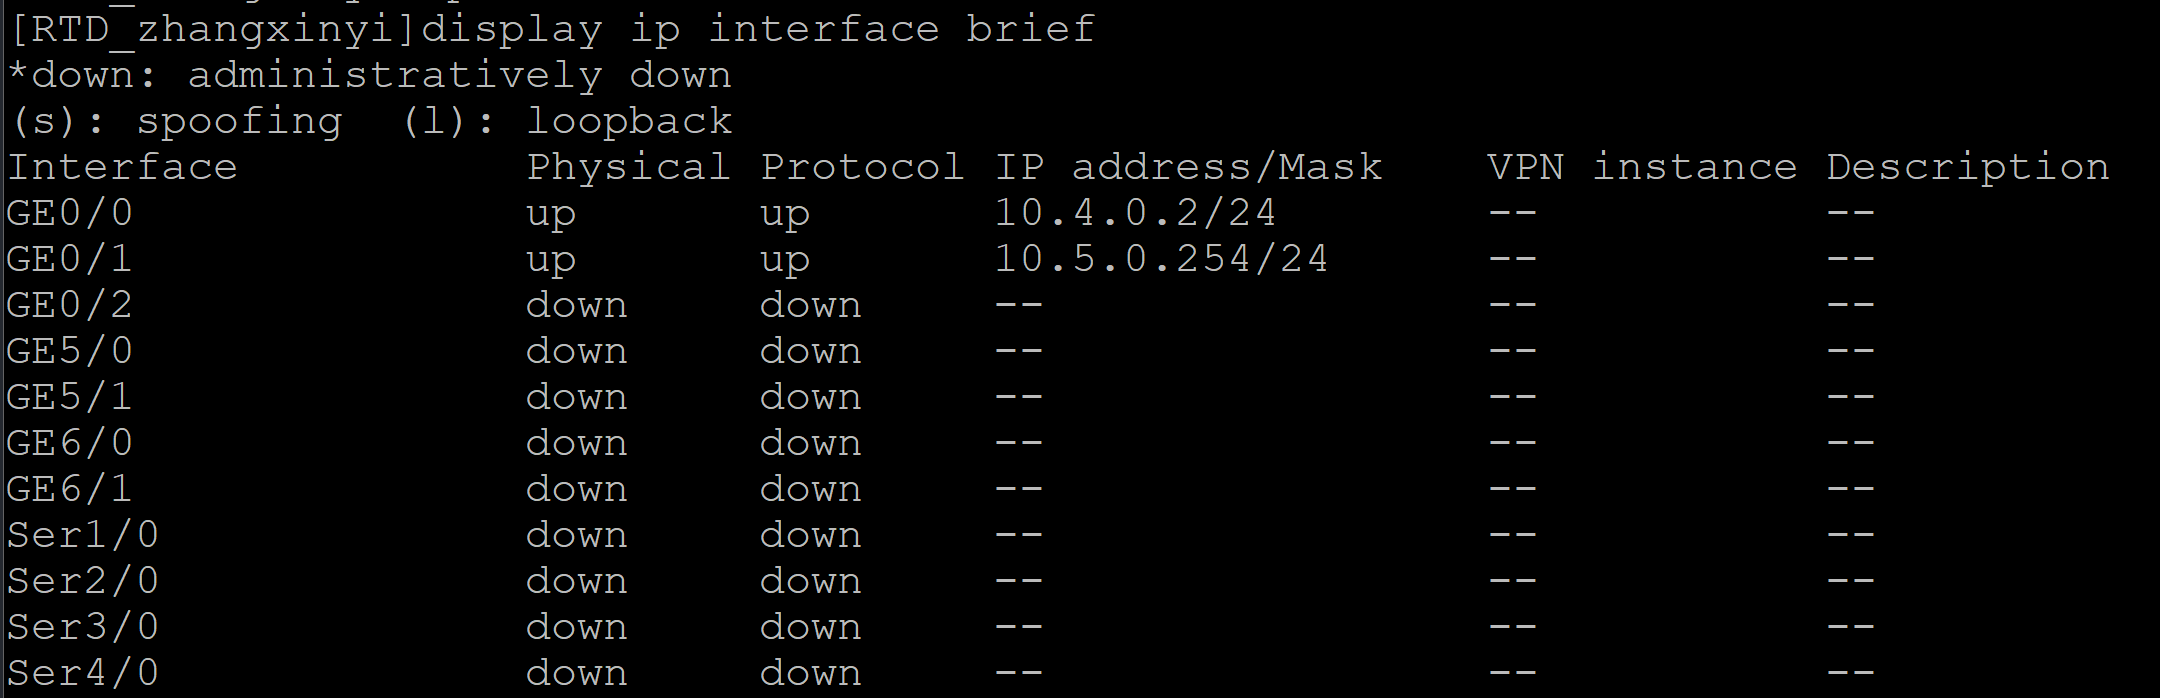 [RTD_zhangxinyi]display ip interface brief
*down: administratively down
(s): spoofing  (l): loopback
Interface                               Physical Protocol IP address/Mask    VPN instance Description
GE0/0                                   up       up       10.4.0.2/24        --           --
GE0/1                                   up       up       10.5.0.254/24      --           --
GE0/2                                   down     down     --                 --           --
GE5/0                                   down     down     --                 --           --
GE5/1                                   down     down     --                 --           --
GE6/0                                   down     down     --                 --           --
GE6/1                                   down     down     --                 --           --
Ser1/0                                  down     down     --                 --           --
Ser2/0                                  down     down     --                 --           --
Ser3/0                                  down     down     --                 --           --
Ser4/0                                  down     down     --                 --           --